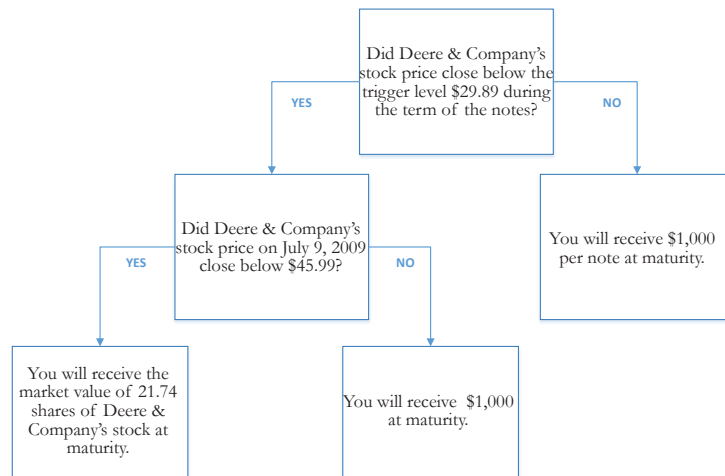 Did Deere & Company's
stock price close below the
trigger level $29.89 during
the term of the notes?
YES
NO
Did Deere & Company's
stock price on July 9, 2009
close below $45.99?
You will receive $1,000
per note at maturity.
YES
NO
You will receive the
market value of 21.74
shares of Deere &
Company's stock at
maturity.
You will receive $1,000
at maturity.